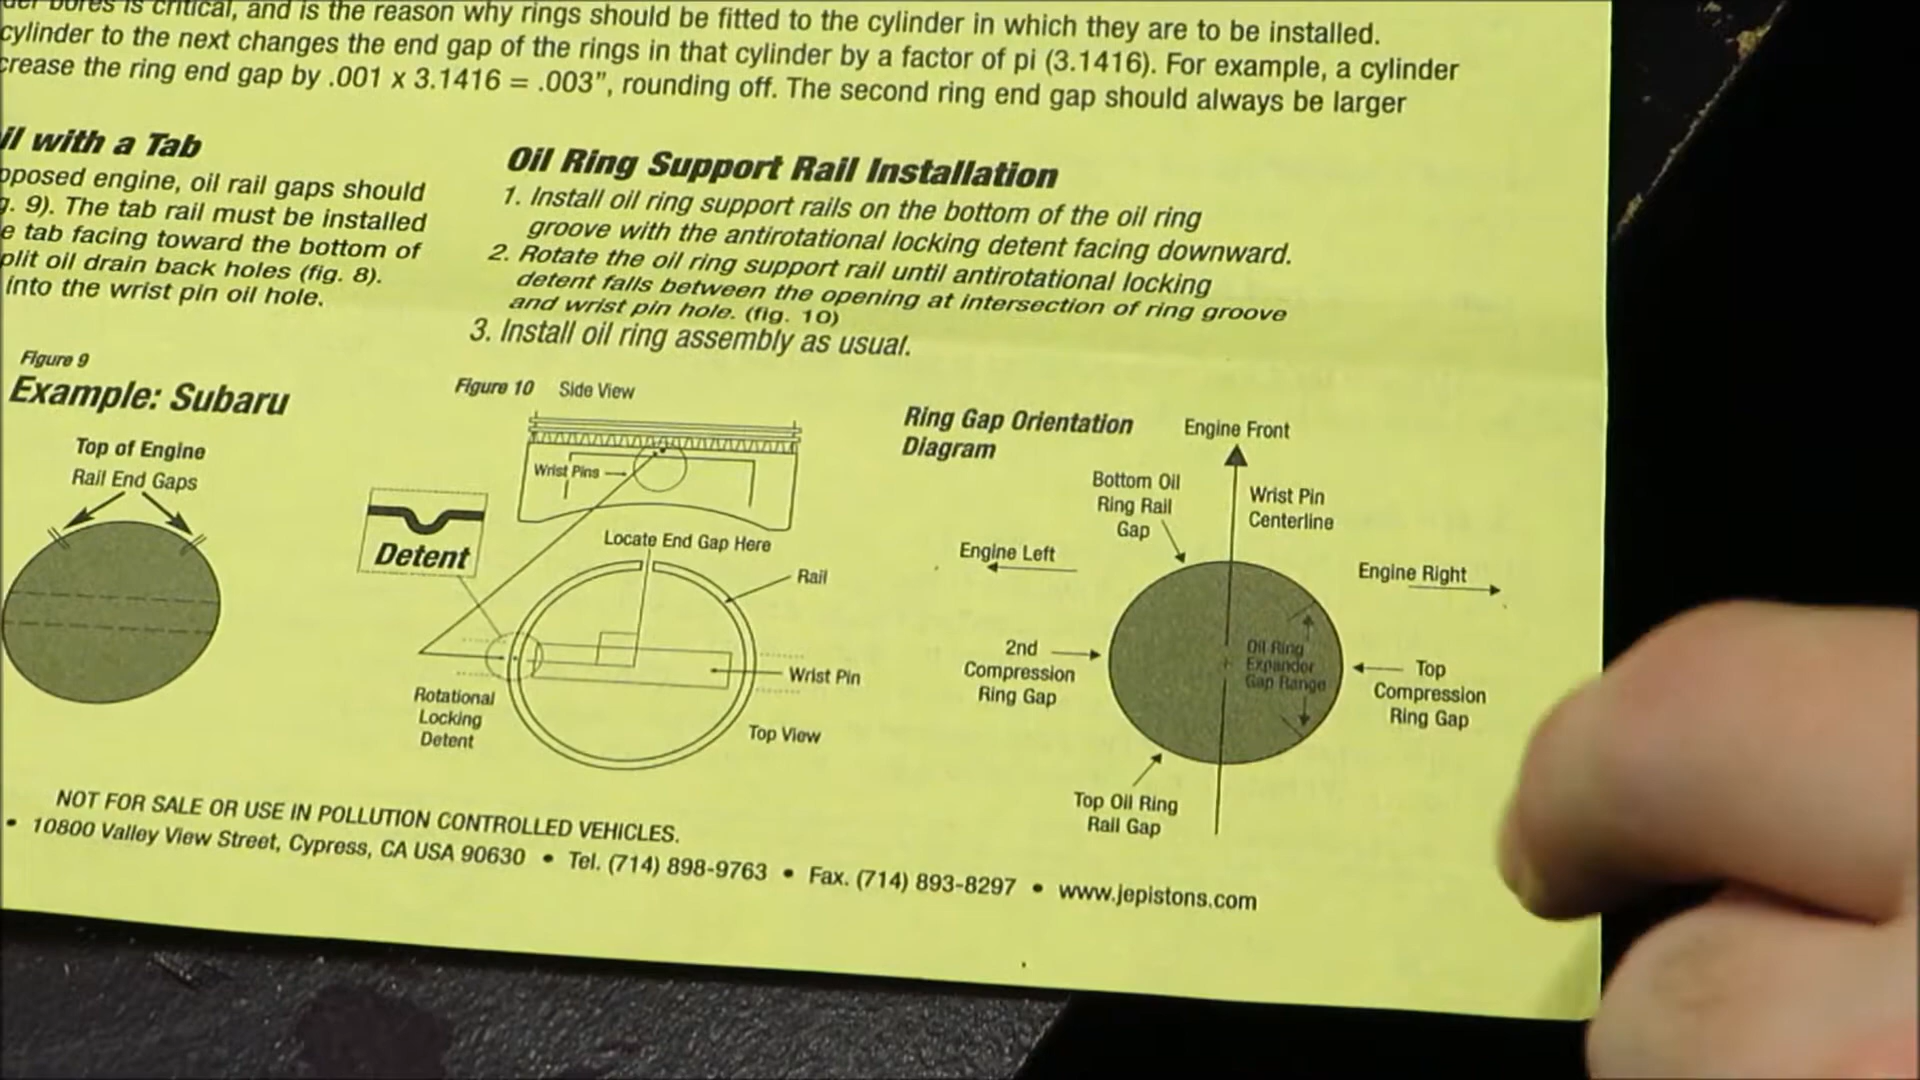 bores is critical, and is the reason why rings should be fitted to the cylinder in which they are to be installed.
cylinder to the next changes the end gap of the rings in that cylinder by a factor of pi (3.1416). For example, a cylinder
crease the ring end gap by .001 x 3.1416 = .003", rounding off. The second ring end gap should always be larger
il with a Tab
pposed engine, oil rail gaps should
g. 9). The tab rail must be installed
e tab facing toward the bottom of
plit oil drain back holes (fig. 8).
into the wrist pin oil hole.
Oil Ring Support Rail Installation
1. Install oil ring support rails on the bottom of the oil ring
groove with the antirotational locking detent facing downward.
2. Rotate the oil ring support rail until antirotational locking
detent falls between the opening at intersection of ring groove
and wrist pin hole. (fig. 10)
3. Install oil ring assembly as usual.
Figure 9
Example: Subaru
Top of Engine
Rail End Gaps
Figure 10 Side View
Wrist Pins
Detent
Locate End Gap Here
Rail
Wrist Pin
Rotational
Locking
Detent
Top View
Ring Gap Orientation
Diagram
Engine Front
Bottom Oil
Ring Rail
Gap
Wrist Pin
Centerline
Engine Left
Engine Right
2nd
Compression
Ring Gap
Oil Ring
Expander
Gap Range
Top
Compression
Ring Gap
Top Oil Ring
Rail Gap
NOT FOR SALE OR USE IN POLLUTION CONTROLLED VEHICLES.
• 10800 Valley View Street, Cypress, CA USA 90630 • Tel. (714) 898-9763 • Fax. (714) 893-8297 • www.jepistons.com